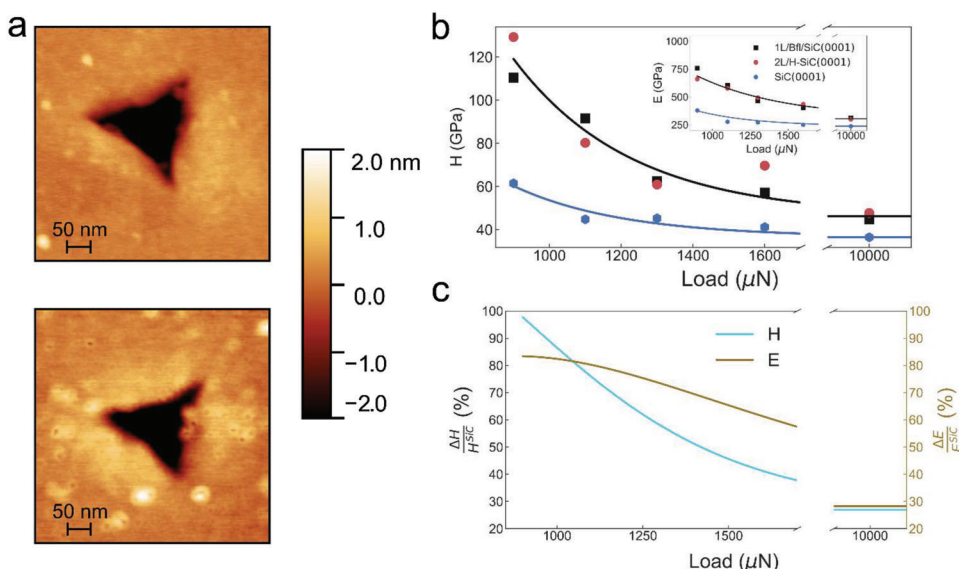 a
50 nm
50 nm
2.0 nm
1.0
0.0
−1.0
−2.0
b
H (GPa)
120
100
80
60
40
1000
1200
1400
1600
10000
Load (μN)
E (GPa)
1000
750
500
250
1000
1500
10000
Load (μN)
1L/Bfl/SiC(0001)
2L/H-SiC(0001)
SiC(0001)
c
ΔH/H^SiC (%)
100
90
80
70
60
50
40
30
20
H
E
1000
1250
1500
10000
Load (μN)
100
90
80
70
60
50
40
30
20
ΔE/E^SiC (%)